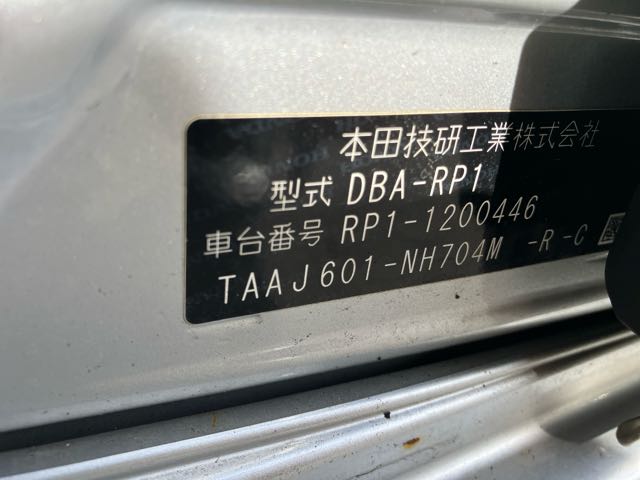 本田技研工業株式会社
型式 DBA-RP1
車台番号 RP1-1200446
TAAJ601-NH704M -R -C